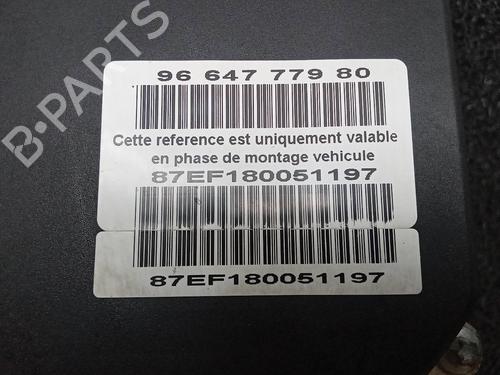 96 647 779 80
Cette reference est uniquement valable
en phase de montage vehicule
87EF180051197
87EF180051197
B-PARTS